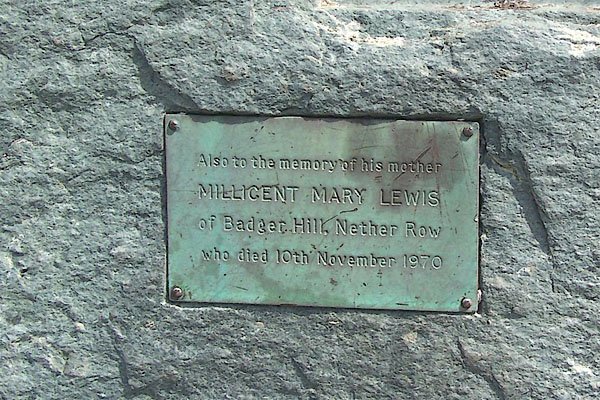 Also to the memory of his mother
MILLICENT MARY LEWIS
of Badget Hill, Nether Row
who died 10th November 1970